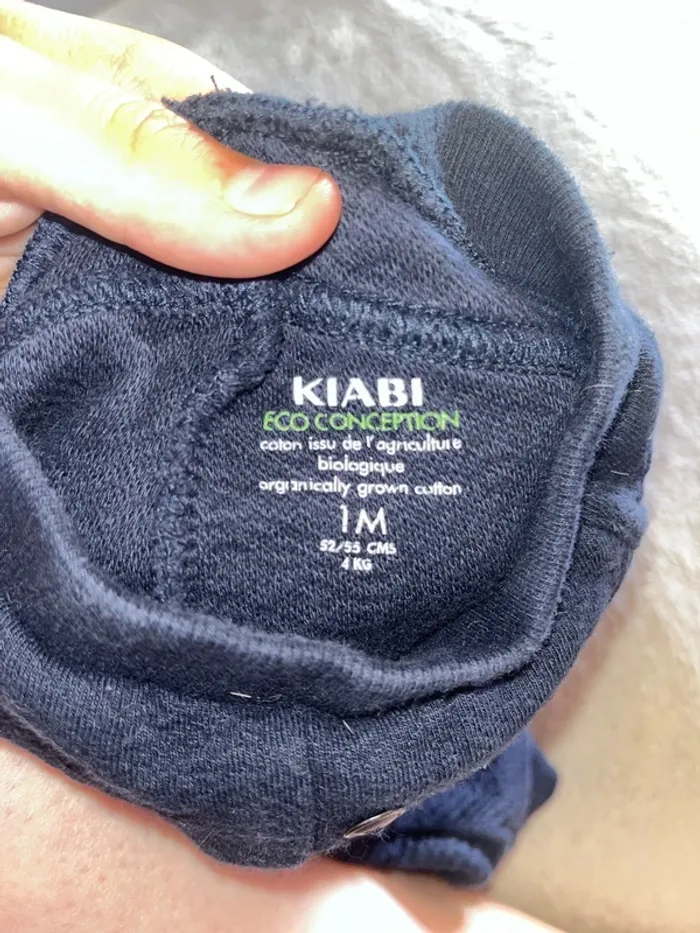 KIABI
ECO CONCEPTION
coton issu de l'agriculture
biologique
organically grown cotton
1M
52/55 CMS
4 KG